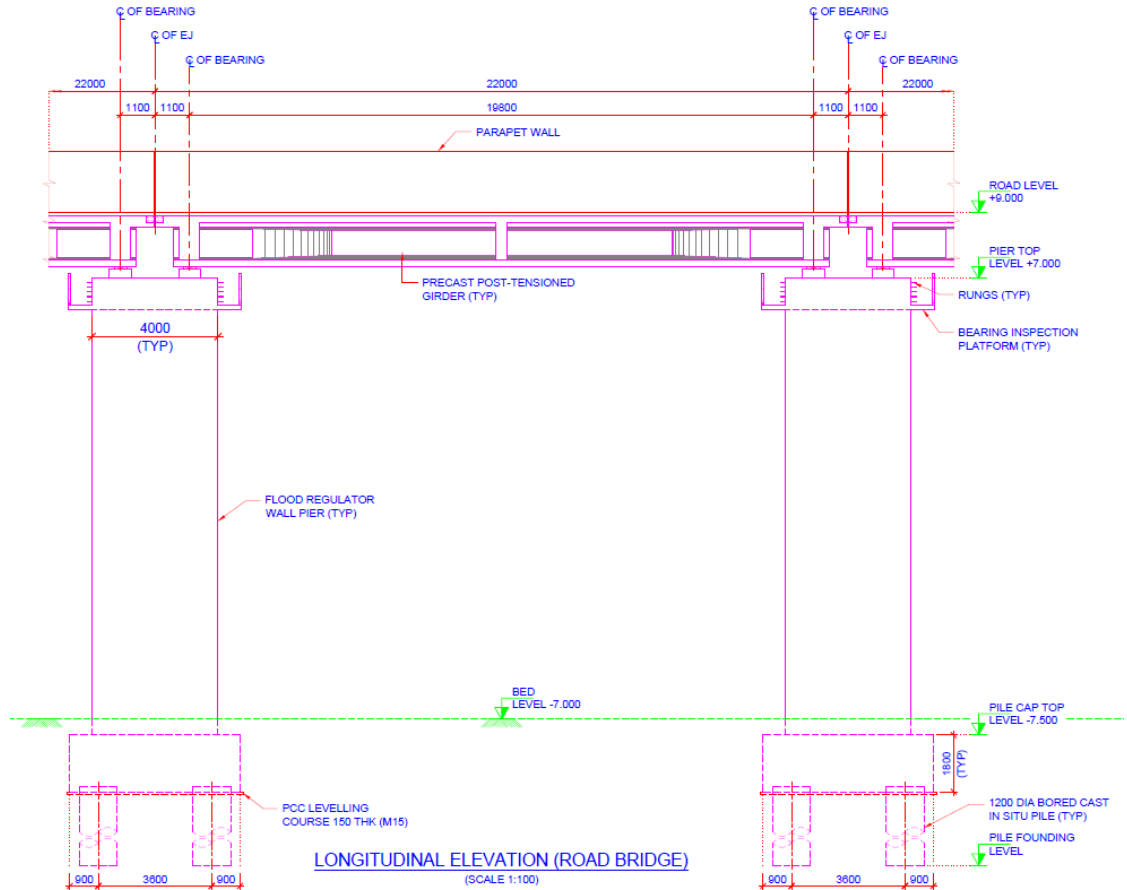 ℄ OF BEARING
℄ OF BEARING
℄ OF EJ
℄ OF EJ
℄ OF BEARING
℄ OF BEARING
22000
22000
22000
1100
1100
19800
1100
1100
PARAPET WALL
ROAD LEVEL
+9.000
PIER TOP
LEVEL +7.000
PRECAST POST-TENSIONED
GIRDER (TYP)
RUNGS (TYP)
4000
(TYP)
BEARING INSPECTION
PLATFORM (TYP)
FLOOD REGULATOR
WALL PIER (TYP)
BED
LEVEL -7.000
PILE CAP TOP
LEVEL -7.500
1800
(TYP)
PCC LEVELLING
COURSE 150 THK (M15)
1200 DIA BORED CAST
IN SITU PILE (TYP)
PILE FOUNDING
LEVEL
LONGITUDINAL ELEVATION (ROAD BRIDGE)
(SCALE 1:100)
900
3600
900
900
3600
900